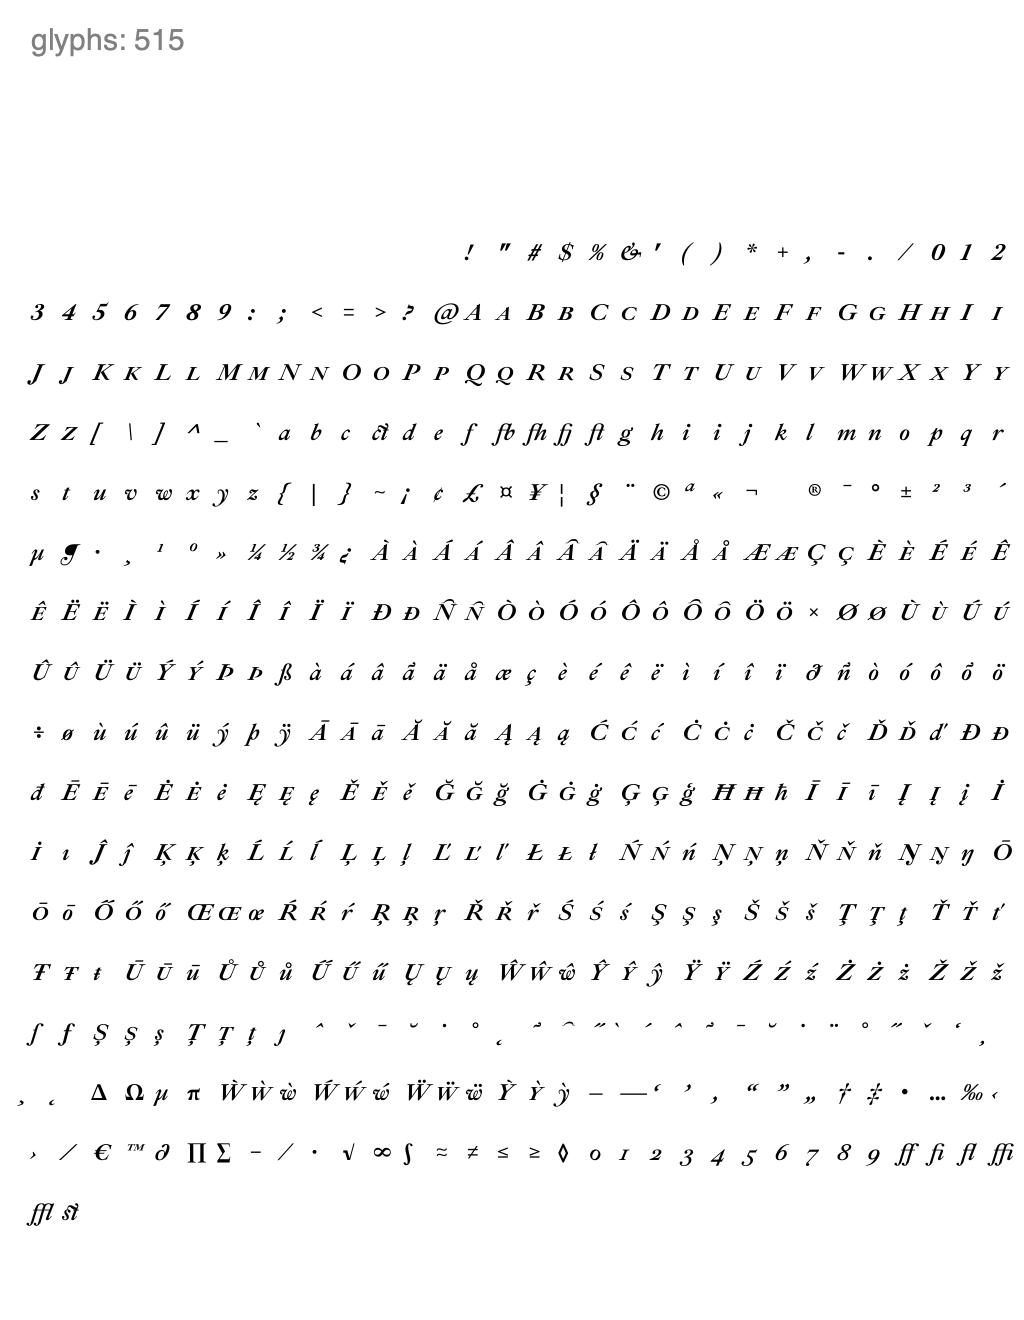 glyphs: 515
! " # $ % & ' ( ) * + , - . / 0 1 2
3 4 5 6 7 8 9 : ; < = > ? @ A ᴀ B ʙ C ᴄ D ᴅ E ᴇ F ꜰ G ɢ H ʜ I ɪ
J ᴊ K ᴋ L ʟ M ᴍ N ɴ O ᴏ P ᴘ Q ꞯ R ʀ S ꜱ T ᴛ U ᴜ V ᴠ W ᴡ X x Y ʏ
Z ᴢ [ \ ] ^ _ ` a b c ct d e f fb fh fj ft g h i i j k l m n o p q r
s t u v w x y z { | } ~ ¡ ¢ £ ¤ ¥ ¦ § ¨ © ª « ¬ ® ¯ ° ± ² ³ ´
µ ¶ · ¸ ¹ º » ¼ ½ ¾ ¿ À À Á Á Â Â Ã Ã Ä Ä Å Å Æ Æ Ç Ç È È É É Ê
Ê Ë Ë Ì Ì Í Í Î Î Ï Ï Ð Ð Ñ Ñ Ò Ò Ó Ó Ô Ô Õ Õ Ö Ö × Ø Ø Ù Ù Ú Ú
Û Û Ü Ü Ý Ý Þ Þ ß à á â ã ä å æ ç è é ê ë ì í î ï ð ñ ò ó ô õ ö
÷ ø ù ú û ü ý þ ÿ Ā Ā ā Ă Ă ă Ą Ą ą Ć Ć ć Ċ Ċ ċ Č Č č Ď Ď ď Đ Đ
đ Ē Ē ē Ė Ė ė Ę Ę ę Ě Ě ě Ğ Ğ ğ Ġ Ġ ġ Ģ Ģ ģ Ħ Ħ ħ Ī Ī ī Į Į į İ
İ ı Ĵ ĵ Ķ Ķ ķ Ĺ Ĺ ĺ Ļ Ļ ļ Ľ Ľ ľ Ł Ł ł Ń Ń ń Ņ Ņ ņ Ň Ň ň Ŋ Ŋ ŋ Ō
Ō ō Ő Ő ő Œ Œ œ Ŕ Ŕ ŕ Ŗ Ŗ ŗ Ř Ř ř Ś Ś ś Ş Ş ş Š Š š Ţ Ţ ţ Ť Ť ť
Ŧ Ŧ ŧ Ū Ū ū Ů Ů ů Ű Ű ű Ų Ų ų Ŵ Ŵ ŵ Ŷ Ŷ ŷ Ÿ Ÿ Ź Ź ź Ż Ż ż Ž Ž ž
ſ ƒ Ș Ș ș Ț Ț ț ȷ ˆ ˇ ˉ ˘ ˙ ˚ ˛ ˜ ˝ ̀ ́ ̂ ̃ ̄ ̆ ̇ ̈ ̊ ̋ ̌ ̒ ̦
̧ ̨ Δ Ω μ π Ẁ Ẁ ẁ Ẃ Ẃ ẃ Ẅ Ẅ ẅ Ỳ Ỳ ỳ – — ‘ ’ ‚ “ ” „ † ‡ • … ‰ ‹
› ⁄ € ™ ∂ ∏ ∑ − ∕ ∙ √ ∞ ∫ ≈ ≠ ≤ ≥ ◊ 0 1 2 3 4 5 6 7 8 9 ff fi fl ffi
ffl st